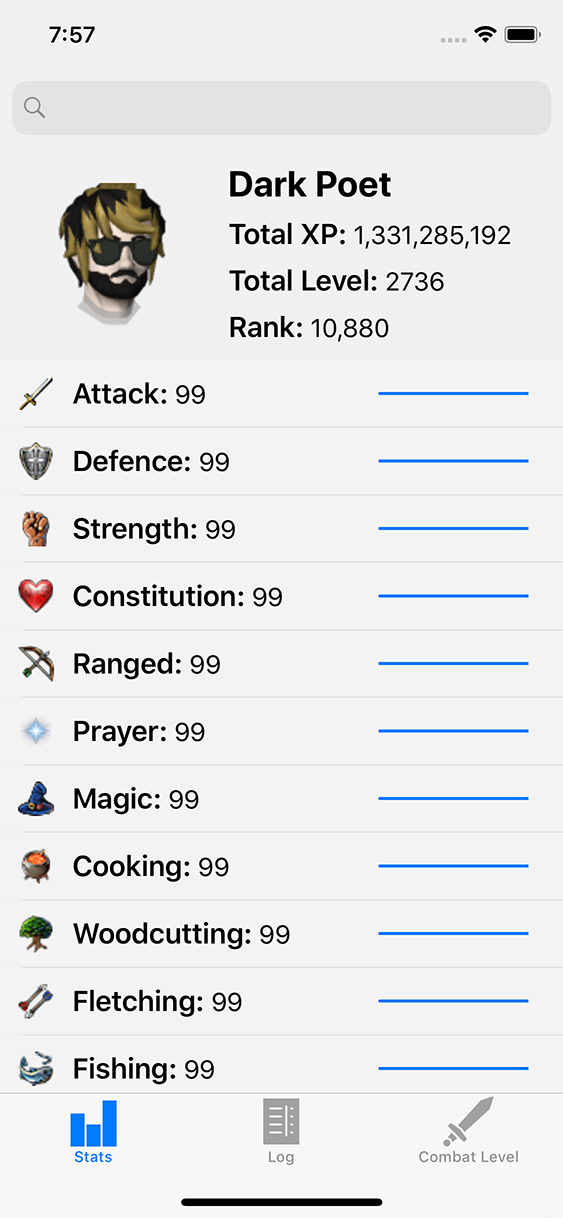 7:57
Dark Poet
Total XP: 1,331,285,192
Total Level: 2736
Rank: 10,880
Attack: 99
Defence: 99
Strength: 99
Constitution: 99
Ranged: 99
Prayer: 99
Magic: 99
Cooking: 99
Woodcutting: 99
Fletching: 99
Fishing: 99
Stats
Log
Combat Level